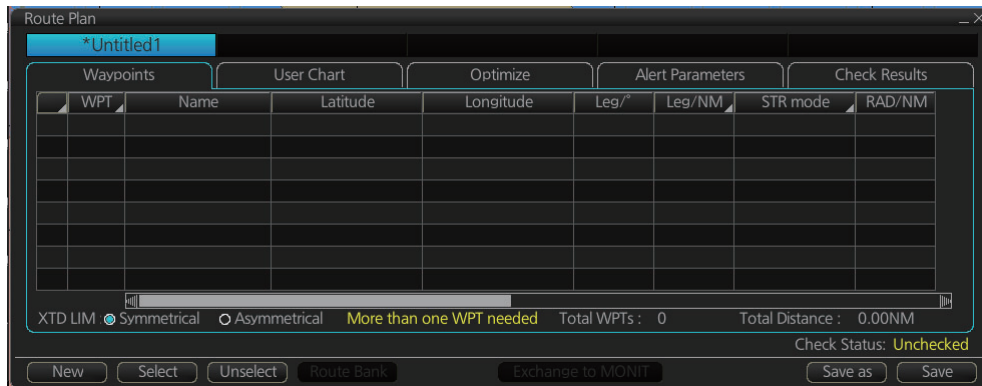 Route Plan
*Untitled1
Waypoints User Chart Optimize Alert Parameters Check Results
WPT Name Latitude Longitude Leg/° Leg/NM STR mode RAD/NM
XTD LIM : Symmetrical Asymmetrical More than one WPT needed Total WPTs : 0 Total Distance : 0.00NM
Check Status: Unchecked
New Select Unselect Route Bank Exchange to MONIT Save as Save